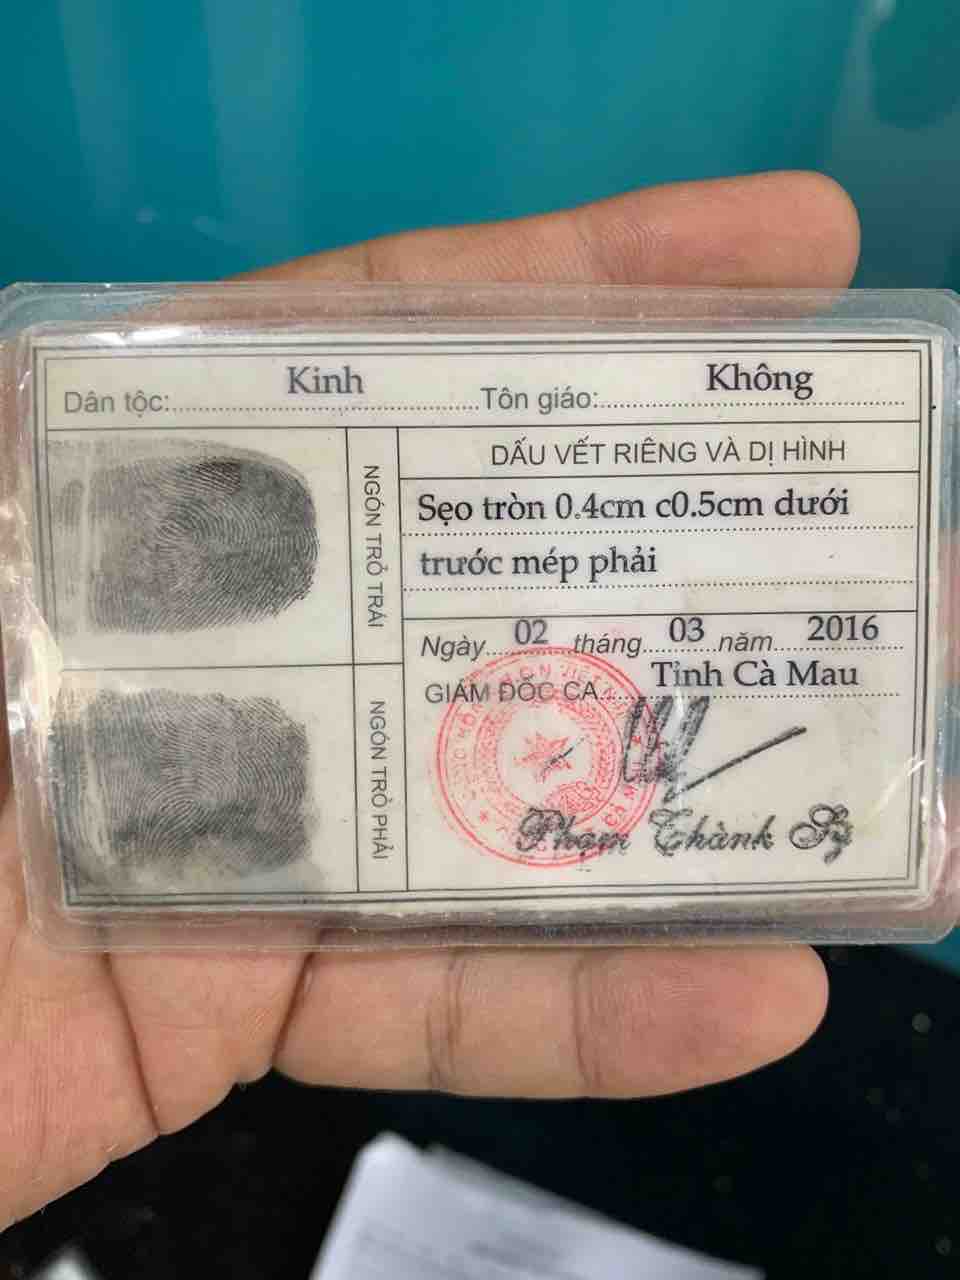 Dân tộc: Kinh Tôn giáo: Không
NGÓN TRỎ TRÁI
DẤU VẾT RIÊNG VÀ DỊ HÌNH
Sẹo tròn 0.4cm c0.5cm dưới
trước mép phải
Ngày 02 tháng 03 năm 2016
GIÁM ĐỐC CA Tỉnh Cà Mau
NGÓN TRỎ PHẢI
CÀ MAU
Phạm Thành Sỹ